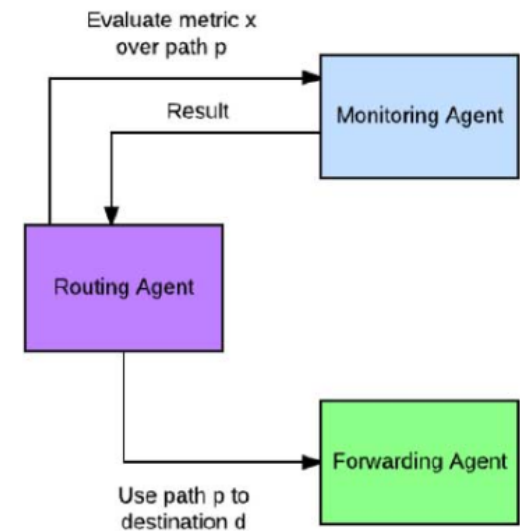 Evaluate metric x
over path p
Result
Monitoring Agent
Routing Agent
Forwarding Agent
Use path p to
destination d